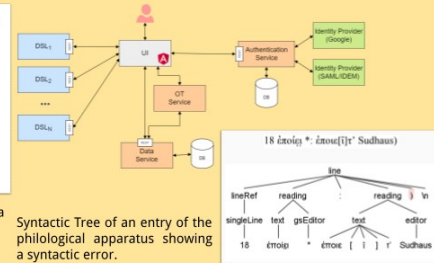 DSL1
DSL2
...
DSLN
UI
Authentication
Service
Identity Provider
(Google)
Identity Provider
(SAML/IDEM)
DB
OT
Service
Data
Service
DB
18 ἐποίει *: ἐποιε[ῖ]τ’ Sudhaus)
line
lineRef reading : reading ) \n
singleLine text gsEditor text editor
18 ἐποίει * ἐποιε [ ῖ ] τ’ Sudhaus
a
Syntactic Tree of an entry of the
philological apparatus showing
a syntactic error.